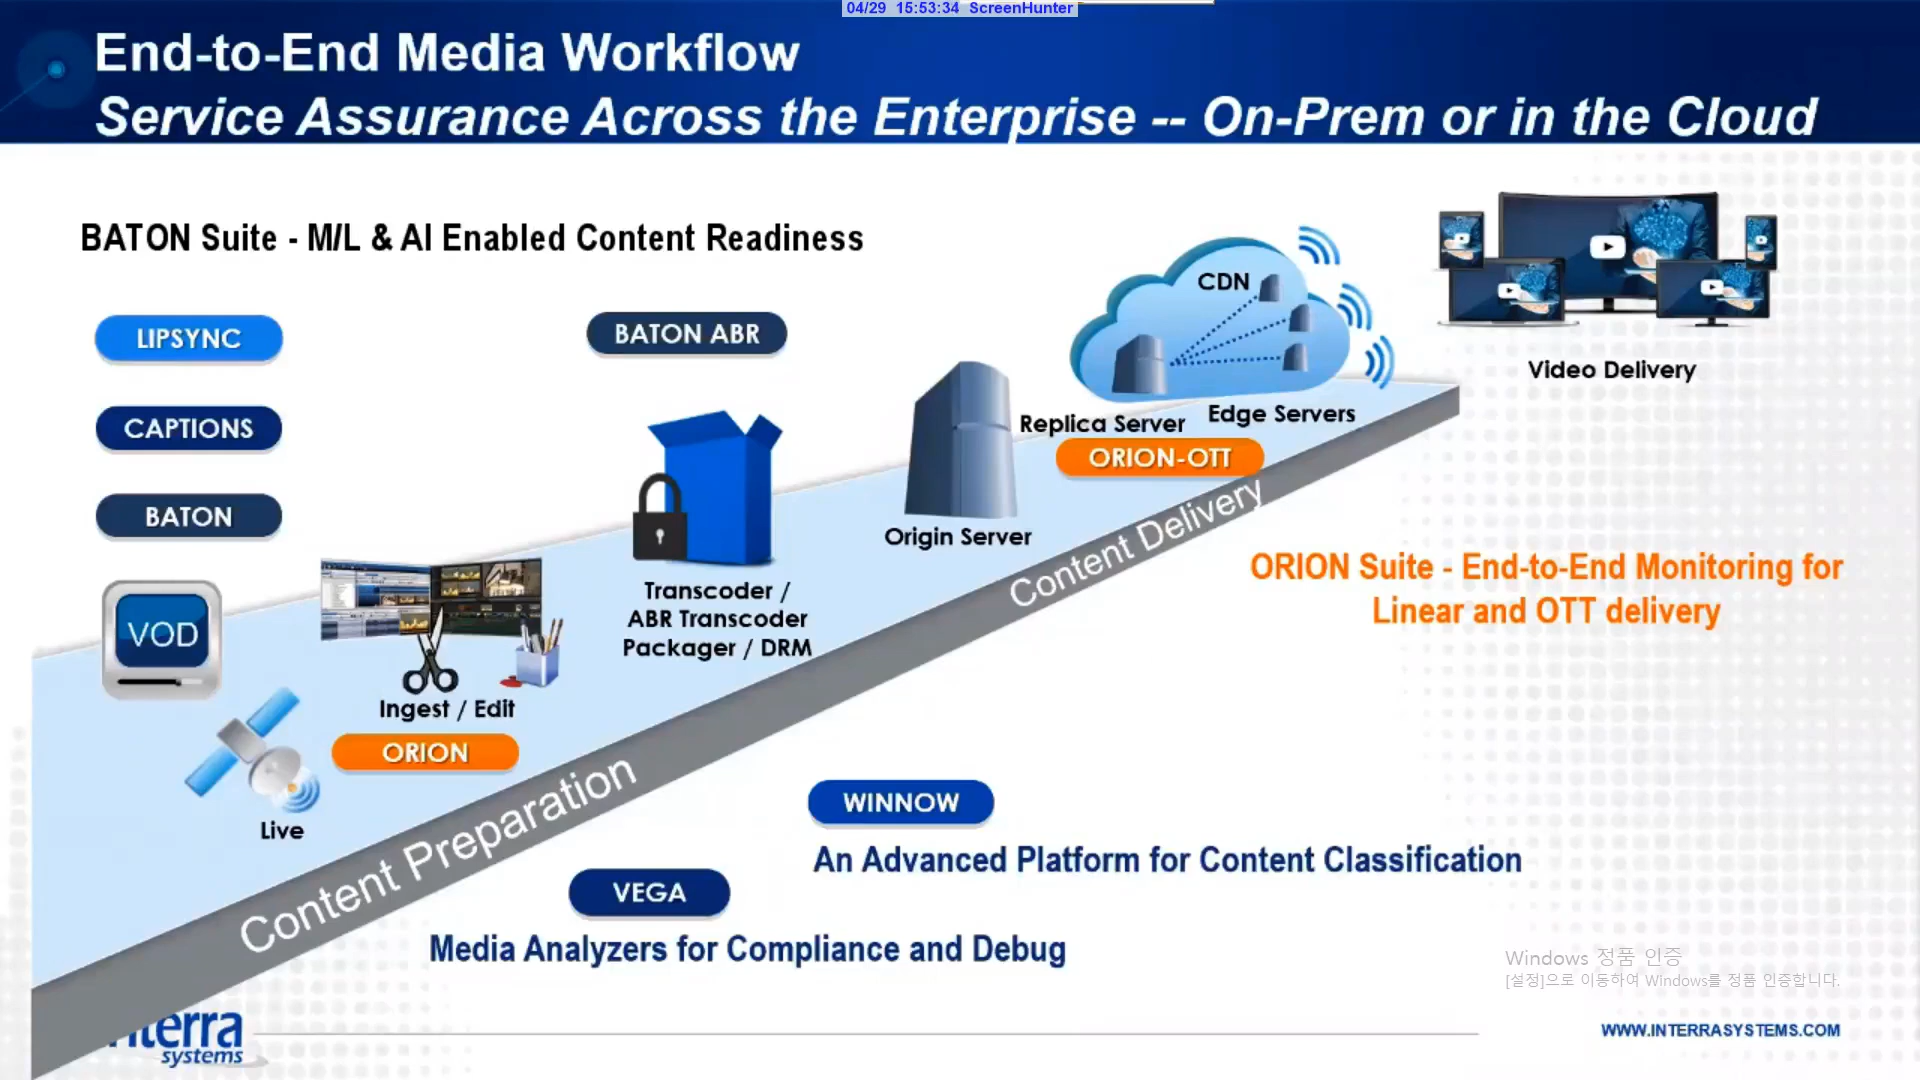 04/29 15:53:34 ScreenHunter
End-to-End Media Workflow
Service Assurance Across the Enterprise -- On-Prem or in the Cloud
BATON Suite - M/L & AI Enabled Content Readiness
LIPSYNC
CAPTIONS
BATON
VOD
Live
Ingest / Edit
ORION
BATON ABR
Transcoder /
ABR Transcoder
Packager / DRM
Origin Server
CDN
Replica Server
Edge Servers
ORION-OTT
Video Delivery
Content Preparation
Content Delivery
ORION Suite - End-to-End Monitoring for
Linear and OTT delivery
WINNOW
An Advanced Platform for Content Classification
VEGA
Media Analyzers for Compliance and Debug
Windows 정품 인증
[설정]으로 이동하여 Windows를 정품 인증합니다.
systems
WWW.INTERRASYSTEMS.COM